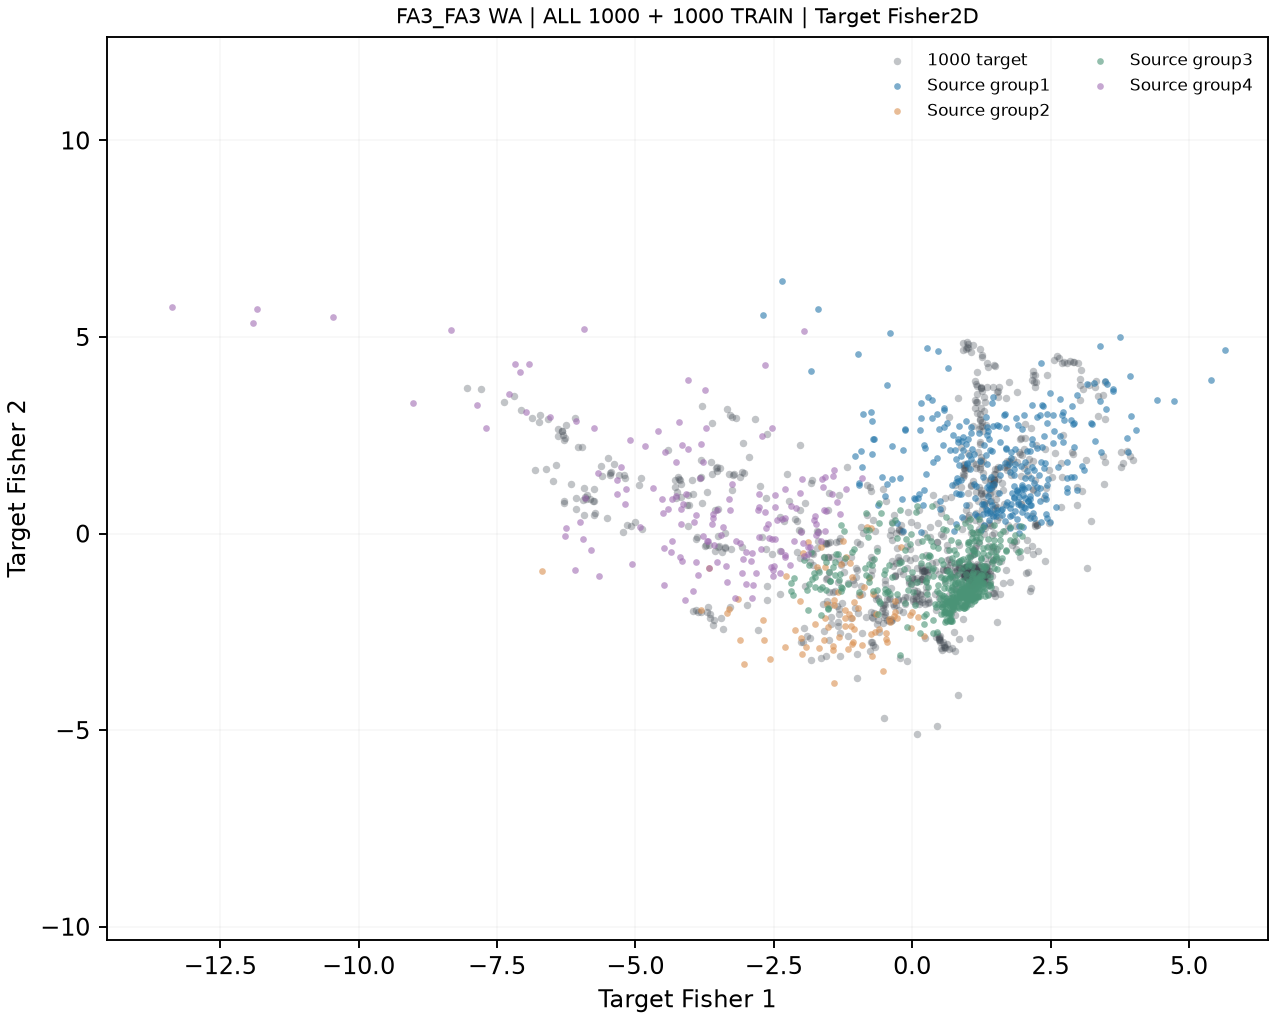 FA3_FA3 WA | ALL 1000 + 1000 TRAIN | Target Fisher2D
1000 target
Source group1
Source group2
Source group3
Source group4
10
5
0
−5
−10
Target Fisher 2
−12.5
−10.0
−7.5
−5.0
−2.5
0.0
2.5
5.0
Target Fisher 1